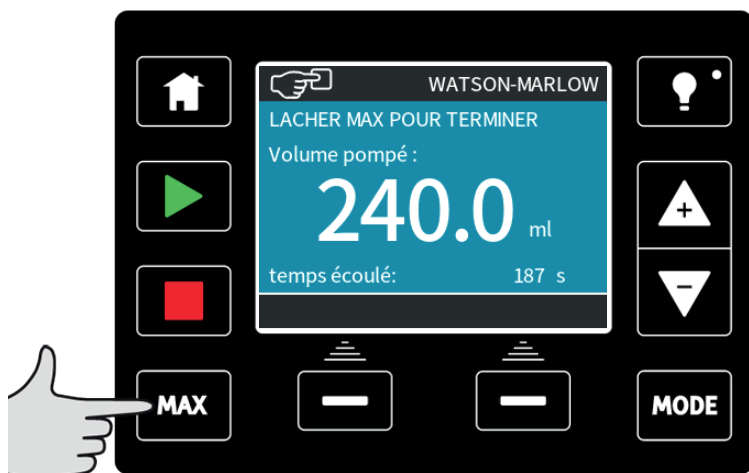 WATSON-MARLOW
LACHER MAX POUR TERMINER
Volume pompé :
240.0 ml
temps écoulé: 187 s
+
−
MAX
MODE